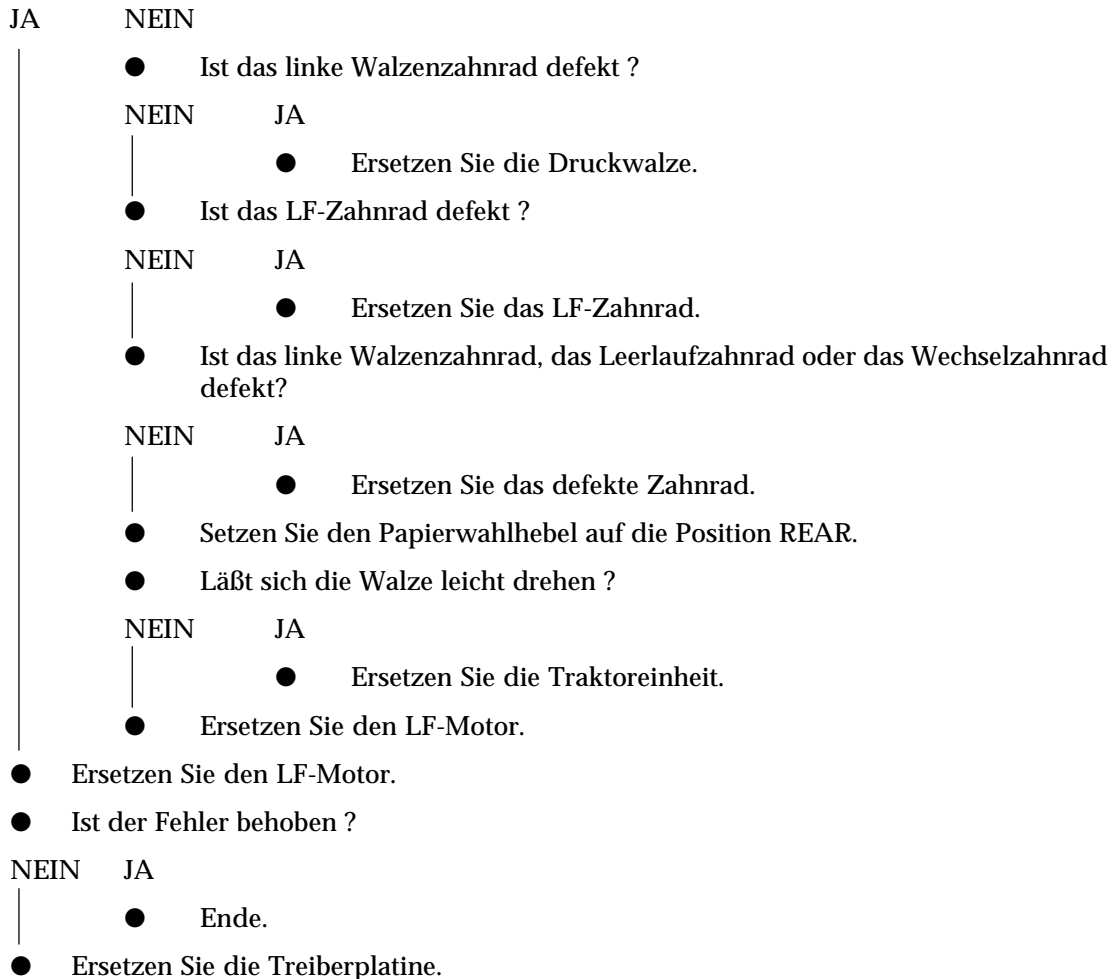 JA NEIN
● Ist das linke Walzenzahnrad defekt ?
NEIN JA
● Ersetzen Sie die Druckwalze.
● Ist das LF-Zahnrad defekt ?
NEIN JA
● Ersetzen Sie das LF-Zahnrad.
● Ist das linke Walzenzahnrad, das Leerlaufzahnrad oder das Wechselzahnrad
defekt?
NEIN JA
● Ersetzen Sie das defekte Zahnrad.
● Setzen Sie den Papierwahlhebel auf die Position REAR.
● Läßt sich die Walze leicht drehen ?
NEIN JA
● Ersetzen Sie die Traktoreinheit.
● Ersetzen Sie den LF-Motor.
● Ersetzen Sie den LF-Motor.
● Ist der Fehler behoben ?
NEIN JA
● Ende.
● Ersetzen Sie die Treiberplatine.